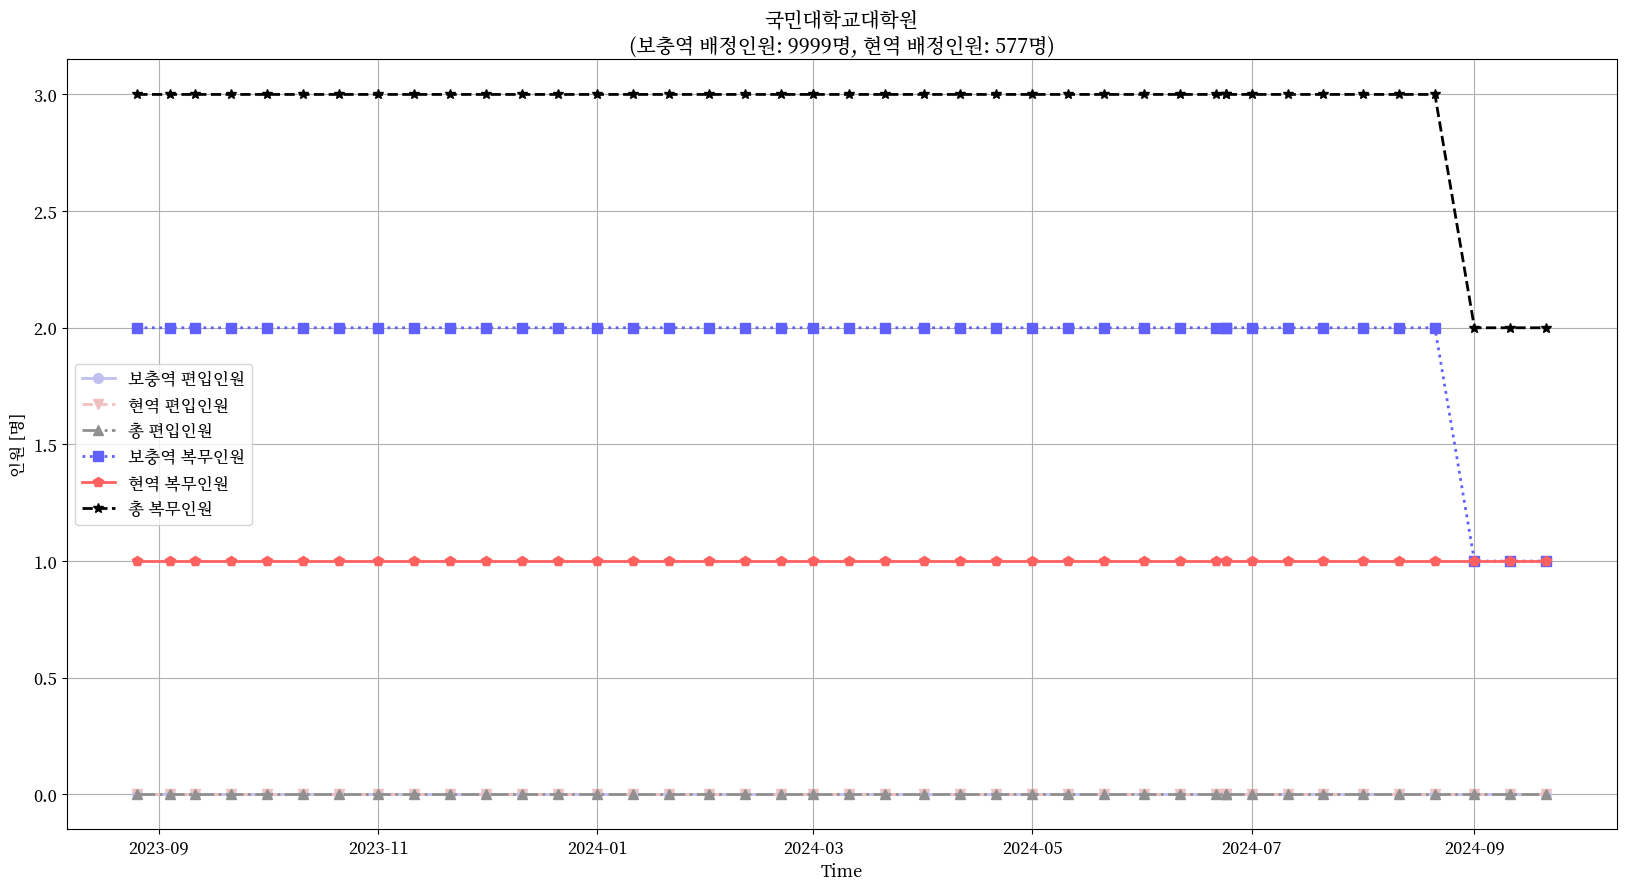 국민대학교대학원
(보충역 배정인원: 9999명, 현역 배정인원: 577명)
3.0
2.5
2.0
1.5
1.0
0.5
0.0
인원 [명]
보충역 편입인원
현역 편입인원
총 편입인원
보충역 복무인원
현역 복무인원
총 복무인원
2023-09
2023-11
2024-01
2024-03
2024-05
2024-07
2024-09
Time